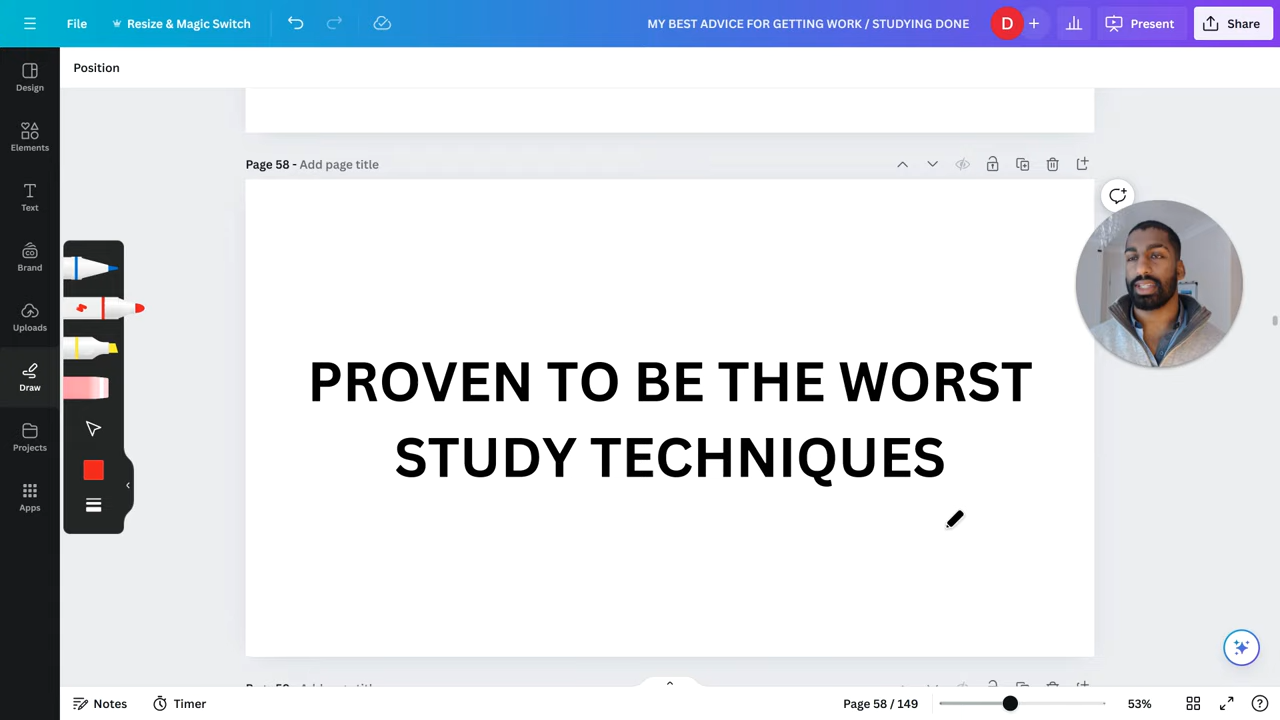 File
Resize & Magic Switch
MY BEST ADVICE FOR GETTING WORK / STUDYING DONE
D
Present
Share
Position
Design
Elements
Text
Brand
Uploads
Draw
Projects
Apps
Page 58 - Add page title
PROVEN TO BE THE WORST
STUDY TECHNIQUES
Notes
Timer
Page 58 / 149
53%